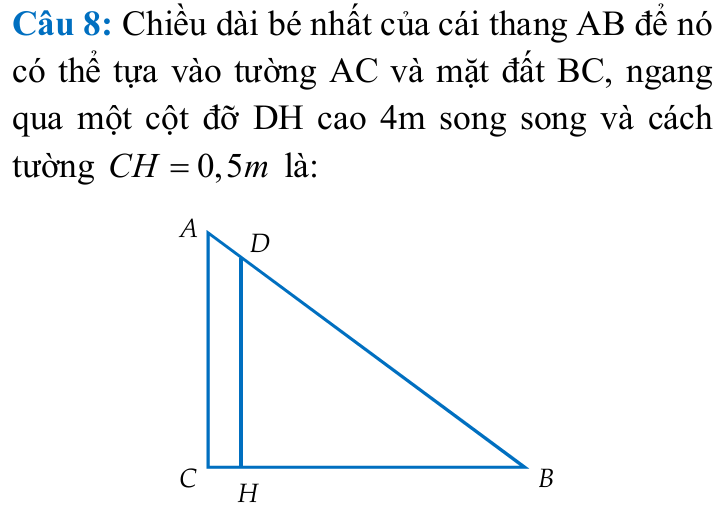 Câu 8: Chiều dài bé nhất của cái thang AB để nó
có thể tựa vào tường AC và mặt đất BC, ngang
qua một cột đỡ DH cao 4m song song và cách
tường CH = 0,5m là:
A
D
C
H
B